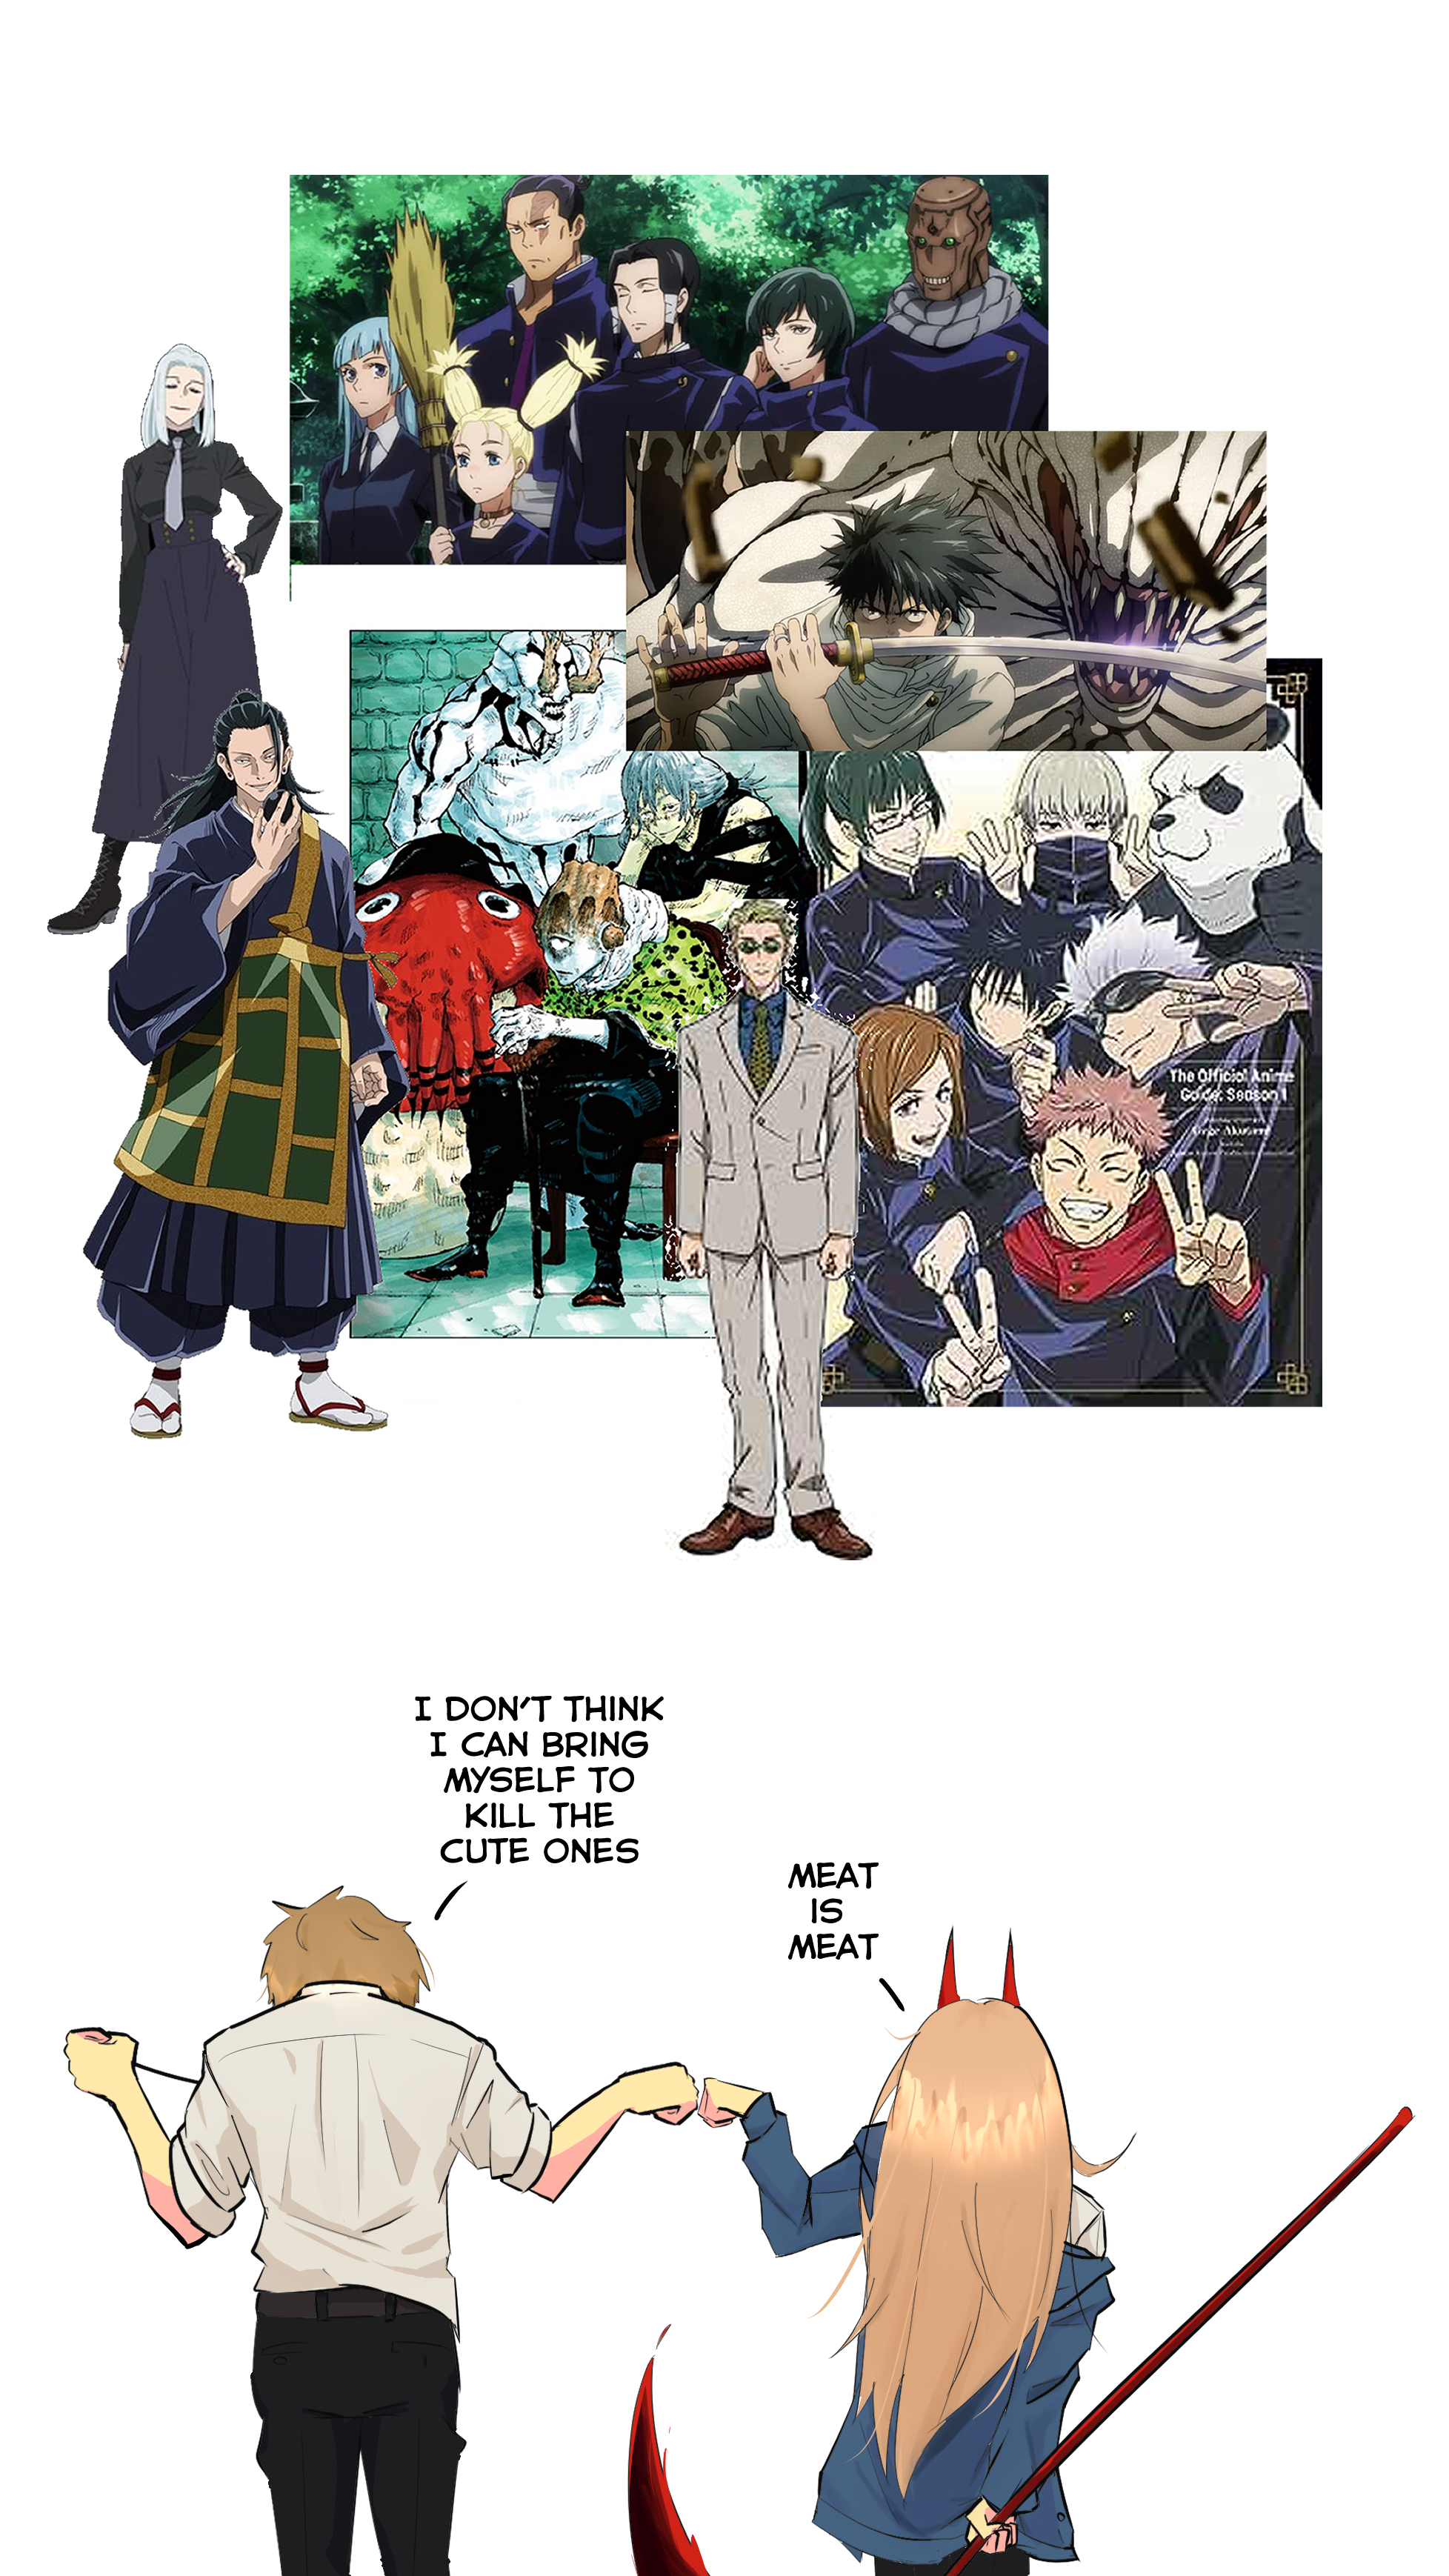 The Official Anime
Guide: Season 1
I DON'T THINK
I CAN BRING
MYSELF TO
KILL THE
CUTE ONES
MEAT
IS
MEAT